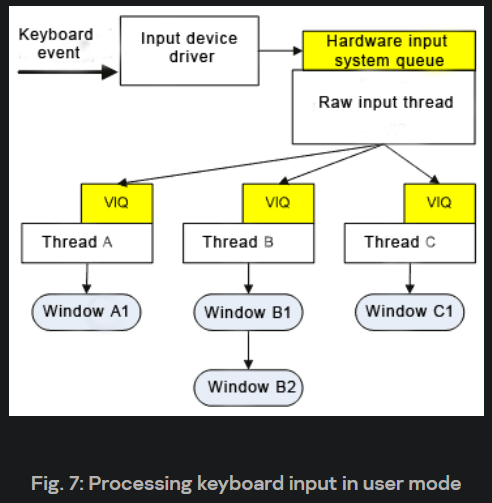 Keyboard
event
Input device
driver
Hardware input
system queue
Raw input thread
VIQ
VIQ
VIQ
Thread A
Thread B
Thread C
Window A1
Window B1
Window C1
Window B2
Fig. 7: Processing keyboard input in user mode